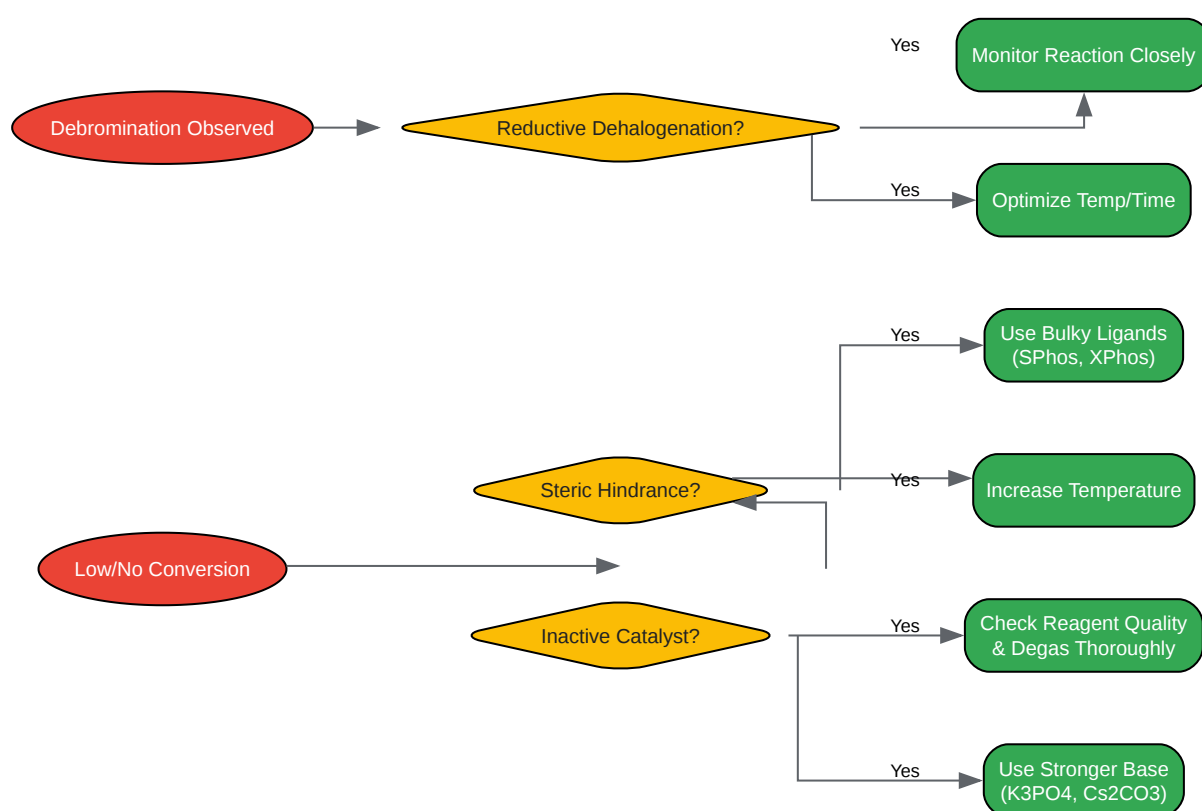 Yes
Monitor Reaction Closely
Debromination Observed
Reductive Dehalogenation?
Yes
Optimize Temp/Time
Yes
Use Bulky Ligands
(SPhos, XPhos)
Steric Hindrance?
Yes
Increase Temperature
Low/No Conversion
Inactive Catalyst?
Yes
Check Reagent Quality
& Degas Thoroughly
Yes
Use Stronger Base
(K3PO4, Cs2CO3)